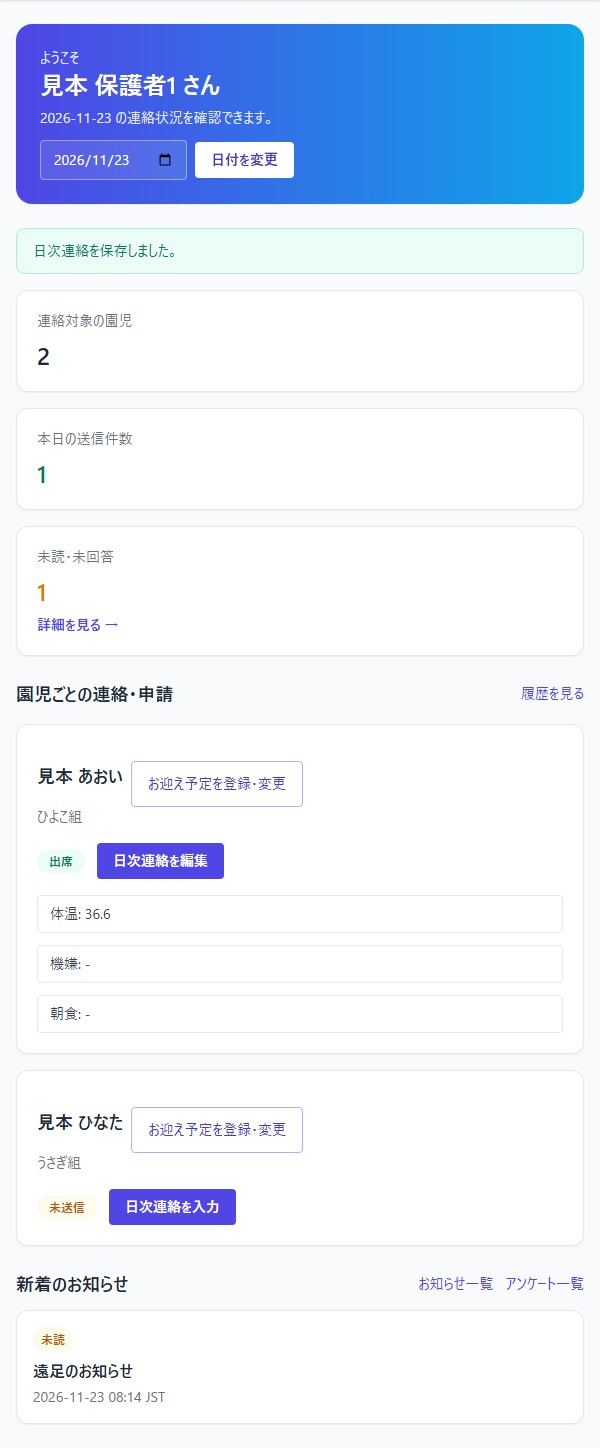 ようこそ
見本 保護者1 さん
2026-11-23 の連絡状況を確認できます。
2026/11/23
日付を変更
日次連絡を保存しました。
連絡対象の園児
2
本日の送信件数
1
未読・未回答
1
詳細を見る →
園児ごとの連絡・申請 履歴を見る
見本 あおい お迎え予定を登録・変更
ひよこ組
出席 日次連絡を編集
体温: 36.6
機嫌: -
朝食: -
見本 ひなた お迎え予定を登録・変更
うさぎ組
未送信 日次連絡を入力
新着のお知らせ お知らせ一覧 アンケート一覧
未読
遠足のお知らせ
2026-11-23 08:14 JST